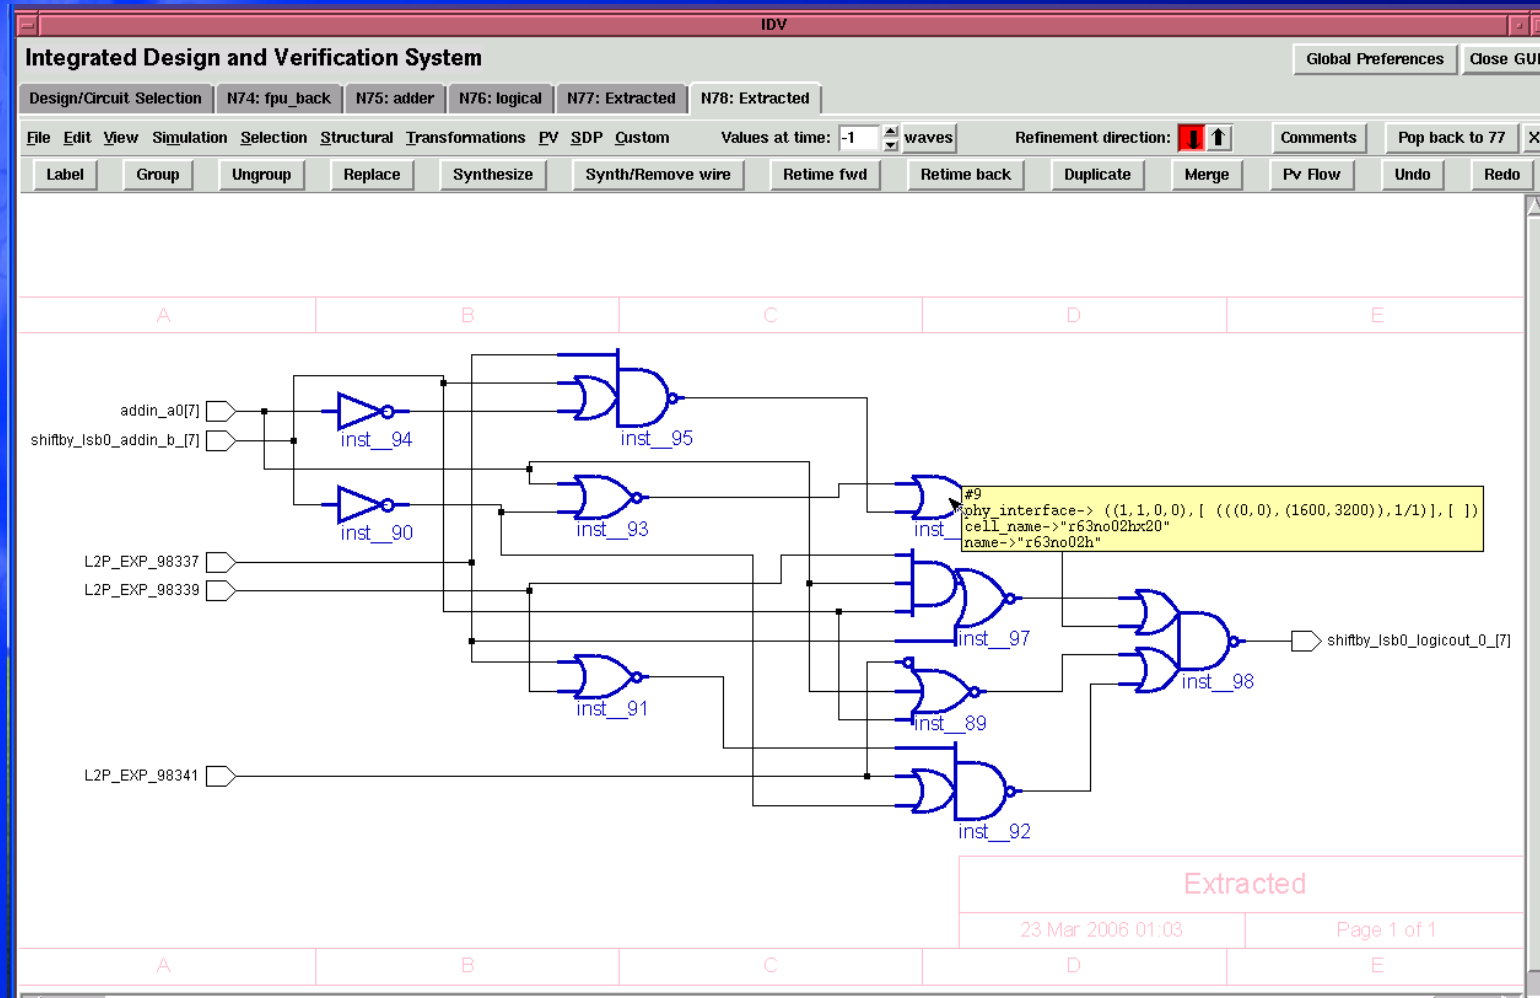 IDV
Integrated Design and Verification System
Global Preferences Close GUI
Design/Circuit Selection N74: fpu_back N75: adder N76: logical N77: Extracted N78: Extracted
File Edit View Simulation Selection Structural Transformations PV SDP Custom Values at time: -1 waves Refinement direction: Comments Pop back to 77 X
Label Group Ungroup Replace Synthesize Synth/Remove wire Retime fwd Retime back Duplicate Merge Pv Flow Undo Redo
A B C D E
addin_a0[7]
shiftby_lsb0_addin_b_[7]
inst__94
inst__95
#9
phy_interface-> ((1,1,0,0),[ (((0,0),(1600,3200)),1/1)],[ ])
cell_name->"r63no02hx20"
name->"r63no02h"
inst__90
inst__93
inst_
L2P_EXP_98337
L2P_EXP_98339
inst__97
shiftby_lsb0_logicout_0_[7]
inst__98
inst__91
inst__89
L2P_EXP_98341
inst__92
Extracted
23 Mar 2006 01:03 Page 1 of 1
A B C D E